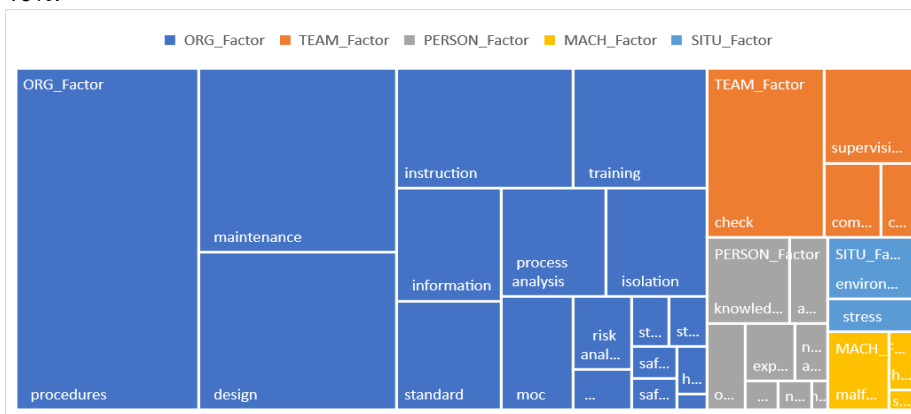 ORG_Factor TEAM_Factor PERSON_Factor MACH_Factor SITU_Factor
ORG_Factor
procedures
maintenance
design
instruction
training
information
process
analysis
isolation
standard
moc
risk
anal...
...
st...
st...
saf...
saf...
h...
TEAM_Factor
check
supervisi...
com...
c...
PERSON_Factor
knowled...
a...
o...
exp...
n...
a...
...
n...
SITU_Fa...
environ...
stress
MACH_F...
malf...
h...
s...